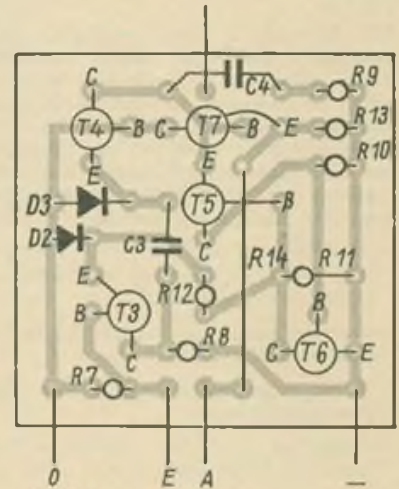 C C4 R9
T4 B C T7 B E R13
E E R10
D3 T5 B
D2 C3 C
E R12 R14 R11
B T3 B
C R8 C T6 E
R7
0 E A —